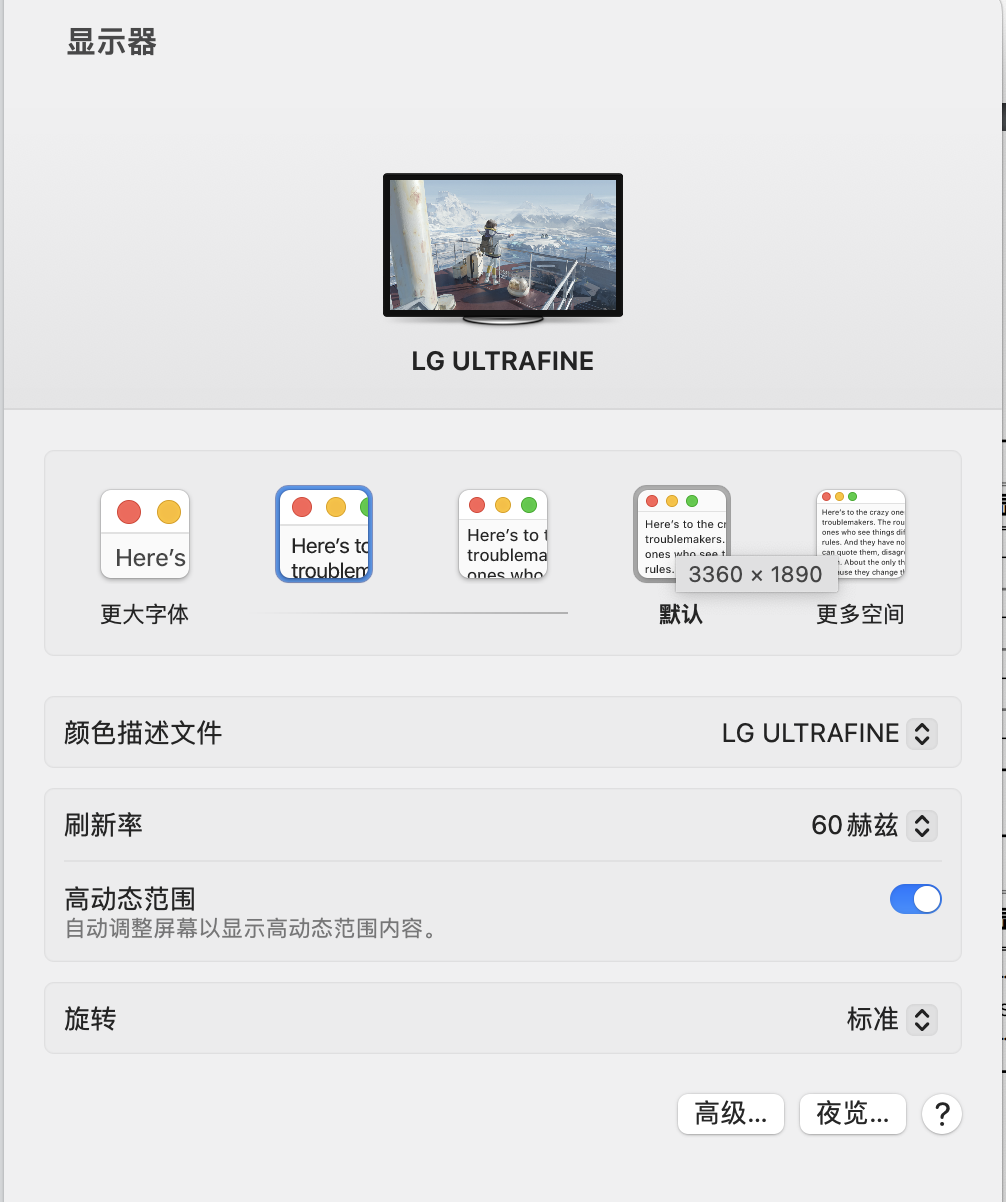 显示器
LG ULTRAFINE
Here's
Here's to
troublem
Here's to t
troublema
ones who
Here's to the cr
troublemakers.
ones who see t
rules.
Here's to the crazy one
troublemakers. The rou
ones who see things dif
rules. And they have no
can quote them, disagr
. About the only th
use they change t
3360 × 1890
更大字体
默认
更多空间
颜色描述文件
LG ULTRAFINE
刷新率
60赫兹
高动态范围
自动调整屏幕以显示高动态范围内容。
旋转
标准
高级...
夜览...
?